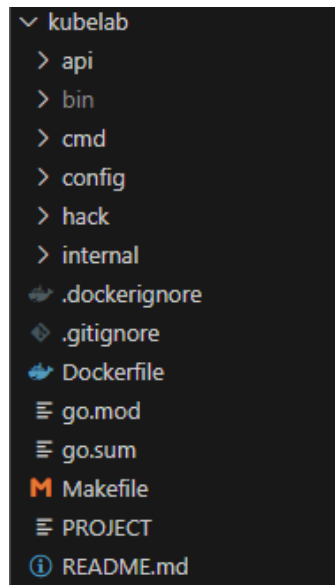 kubelab
api
bin
cmd
config
hack
internal
.dockerignore
.gitignore
Dockerfile
go.mod
go.sum
Makefile
PROJECT
README.md